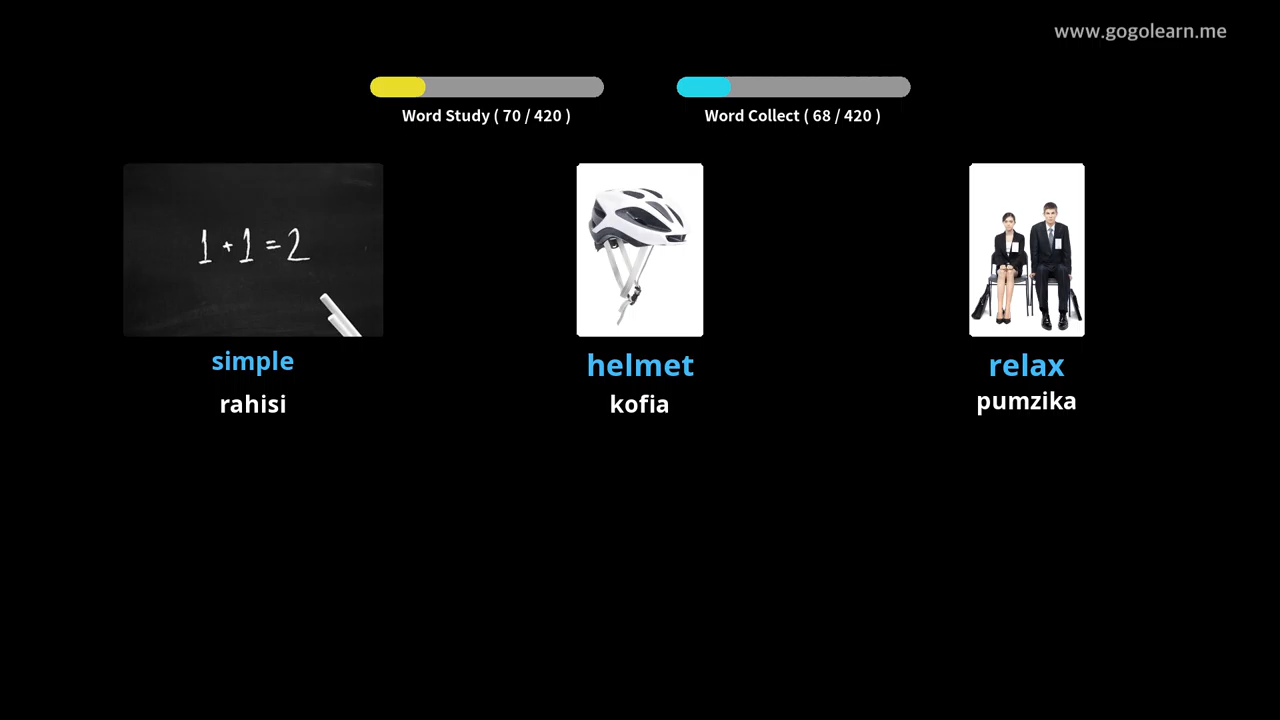 www.gogolearn.me
Word Study ( 70 / 420 )
Word Collect ( 68 / 420 )
1 + 1 = 2
simple
helmet
relax
rahisi
kofia
pumzika